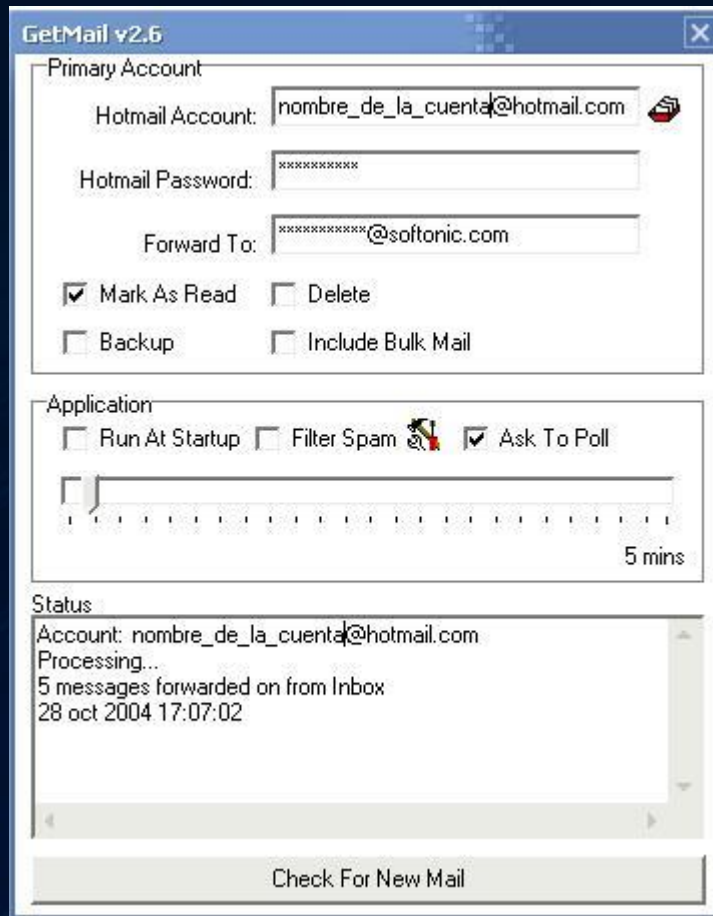 GetMail v2.6
Primary Account
Hotmail Account: nombre_de_la_cuenta@hotmail.com
Hotmail Password: **********
Forward To: ***********@softonic.com
Mark As Read Delete
Backup Include Bulk Mail
Application
Run At Startup Filter Spam Ask To Poll
5 mins
Status
Account: nombre_de_la_cuenta@hotmail.com
Processing...
5 messages forwarded on from Inbox
28 oct 2004 17:07:02
Check For New Mail